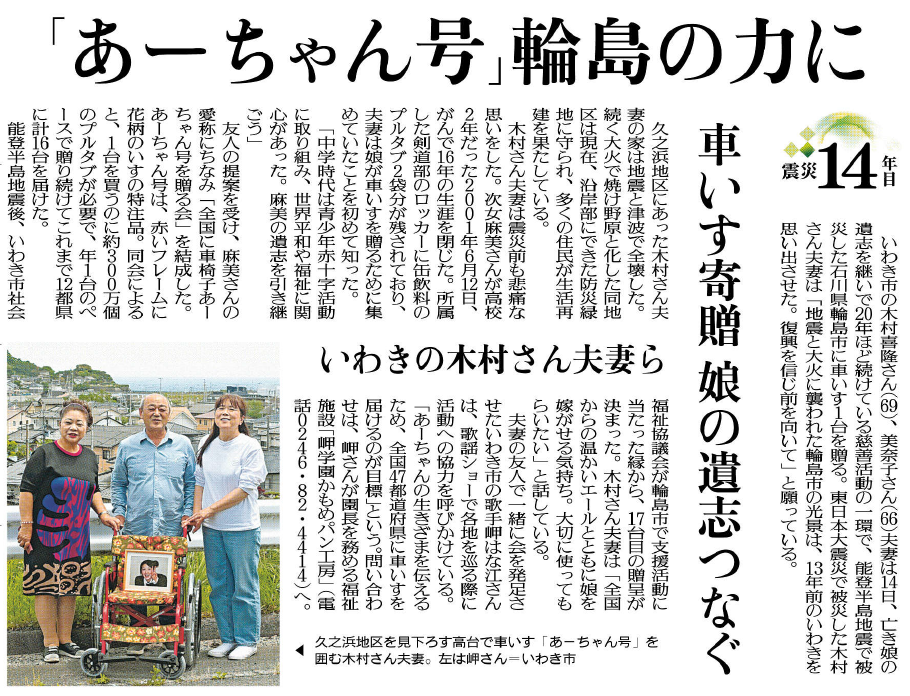 「あーちゃん号」輪島の力に
震災14年目
車いす寄贈 娘の遺志つなぐ
いわきの木村さん夫妻ら
いわき市の木村喜隆さん(69)、美奈子さん(66)夫妻は14日、亡き娘の
遺志を継いで20年ほど続けている慈善活動の一環で、能登半島地震で被
災した石川県輪島市に車いす1台を贈る。東日本大震災で被災した木村
さん夫妻は「地震と大火に襲われた輪島市の光景は、13年前のいわきを
思い出させた。復興を信じ前を向いて」と願っている。
久之浜地区にあった木村さん夫
妻の家は地震と津波で全壊した。
続く大火で焼け野原と化した同地
区は現在、沿岸部にできた防災緑
地に守られ、多くの住民が生活再
建を果たしている。
木村さん夫妻は震災前も悲痛な
思いをした。次女麻美さんが高校
2年だった2001年6月12日、
がんで16年の生涯を閉じた。所属
した剣道部のロッカーに缶飲料の
プルタブ2袋分が残されており、
夫妻は娘が車いすを贈るために集
めていたことを初めて知った。
「中学時代は青少年赤十字活動
に取り組み、世界平和や福祉に関
心があった。麻美の遺志を引き継
ごう」
友人の提案を受け、麻美さんの
愛称にちなみ「全国に車椅子あー
ちゃん号を贈る会」を結成した。
あーちゃん号は、赤いフレームに
花柄のいすの特注品。同会による
と、1台を買うのに約300万個
のプルタブが必要で、年1台のペ
ースで贈り続けてこれまで12都県
に計16台を届けた。
能登半島地震後、いわき市社会
福祉協議会が輪島市で支援活動に
当たった縁から、17台目の贈呈が
決まった。木村さん夫妻は「全国
からの温かいエールとともに娘を
嫁がせる気持ち。大切に使っても
らいたい」と話している。
夫妻の友人で一緒に会を発足さ
せたいわき市の歌手岬はな江さん
は、歌謡ショーで各地を巡る際に
活動への協力を呼びかけている。
「あーちゃんの生きざまを伝える
ため、全国47都道府県に車いすを
届けるのが目標」という。問い合わ
せは、岬さんが園長を務める福祉
施設「岬学園かもめパン工房」(電
話0246・82・4414)へ。
久之浜地区を見下ろす高台で車いす「あーちゃん号」を
囲む木村さん夫妻。左は岬さん＝いわき市